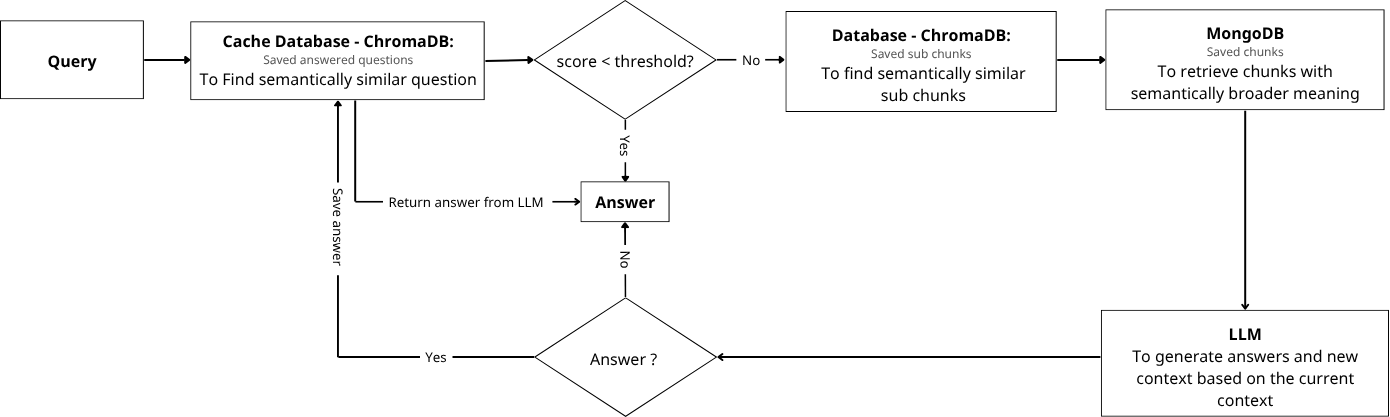 Query
Cache Database - ChromaDB:
Saved answered questions
To Find semantically similar question
score < threshold?
No
Database - ChromaDB:
Saved sub chunks
To find semantically similar
sub chunks
MongoDB
Saved chunks
To retrieve chunks with
semantically broader meaning
Yes
Save answer
Return answer from LLM
Answer
No
Yes
Answer ?
LLM
To generate answers and new
context based on the current
context